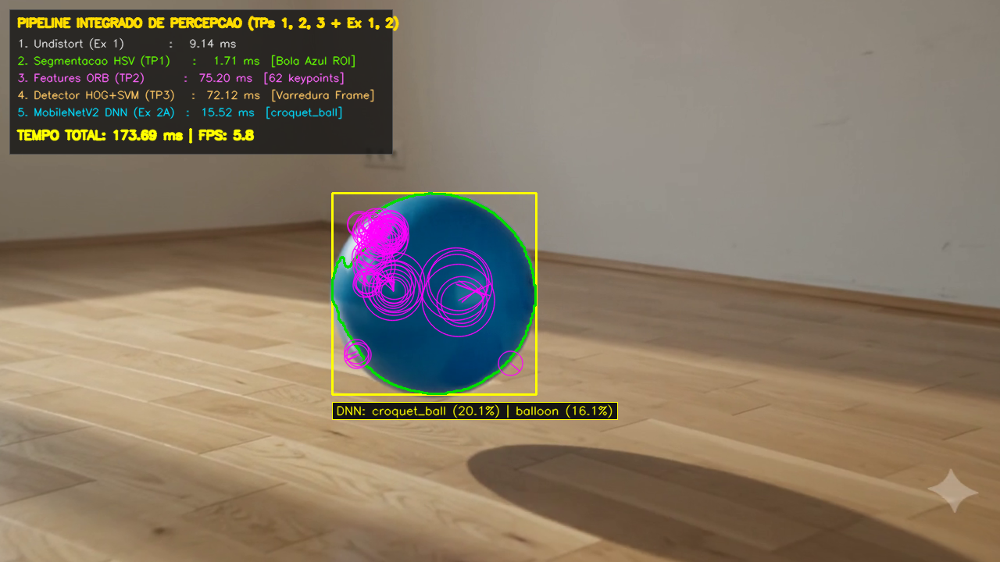 PIPELINE INTEGRADO DE PERCEPCAO (TPs 1, 2, 3 + Ex 1, 2)
1. Undistort (Ex 1) : 9.14 ms
2. Segmentacao HSV (TP1) : 1.71 ms [Bola Azul ROI]
3. Features ORB (TP2) : 75.20 ms [62 keypoints]
4. Detector HOG+SVM (TP3) : 72.12 ms [Varredura Frame]
5. MobileNetV2 DNN (Ex 2A) : 15.52 ms [croquet_ball]
TEMPO TOTAL: 173.69 ms | FPS: 5.8
DNN: croquet_ball (20.1%) | balloon (16.1%)